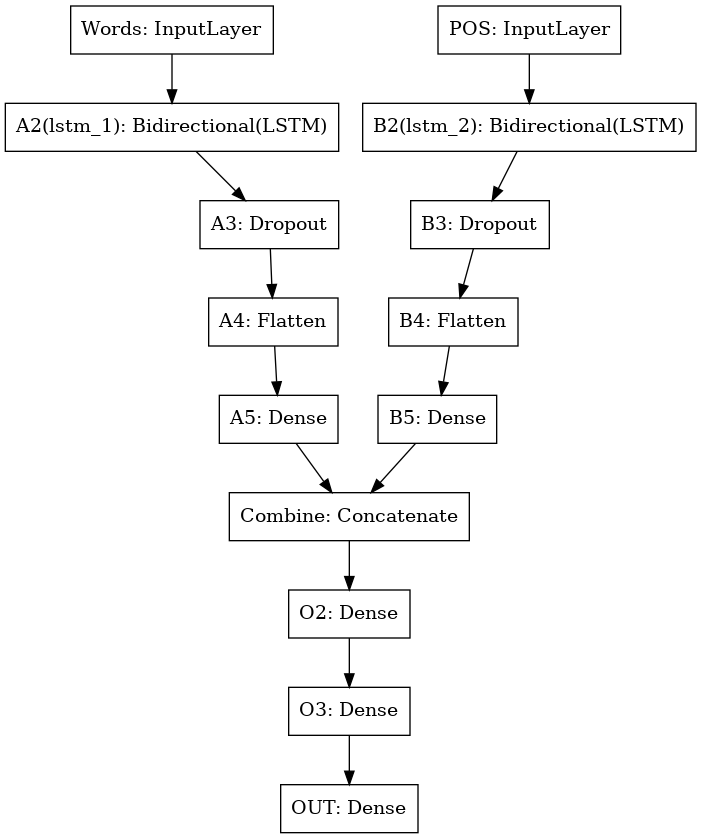 Words: InputLayer
POS: InputLayer
A2(lstm_1): Bidirectional(LSTM)
B2(lstm_2): Bidirectional(LSTM)
A3: Dropout
B3: Dropout
A4: Flatten
B4: Flatten
A5: Dense
B5: Dense
Combine: Concatenate
O2: Dense
O3: Dense
OUT: Dense